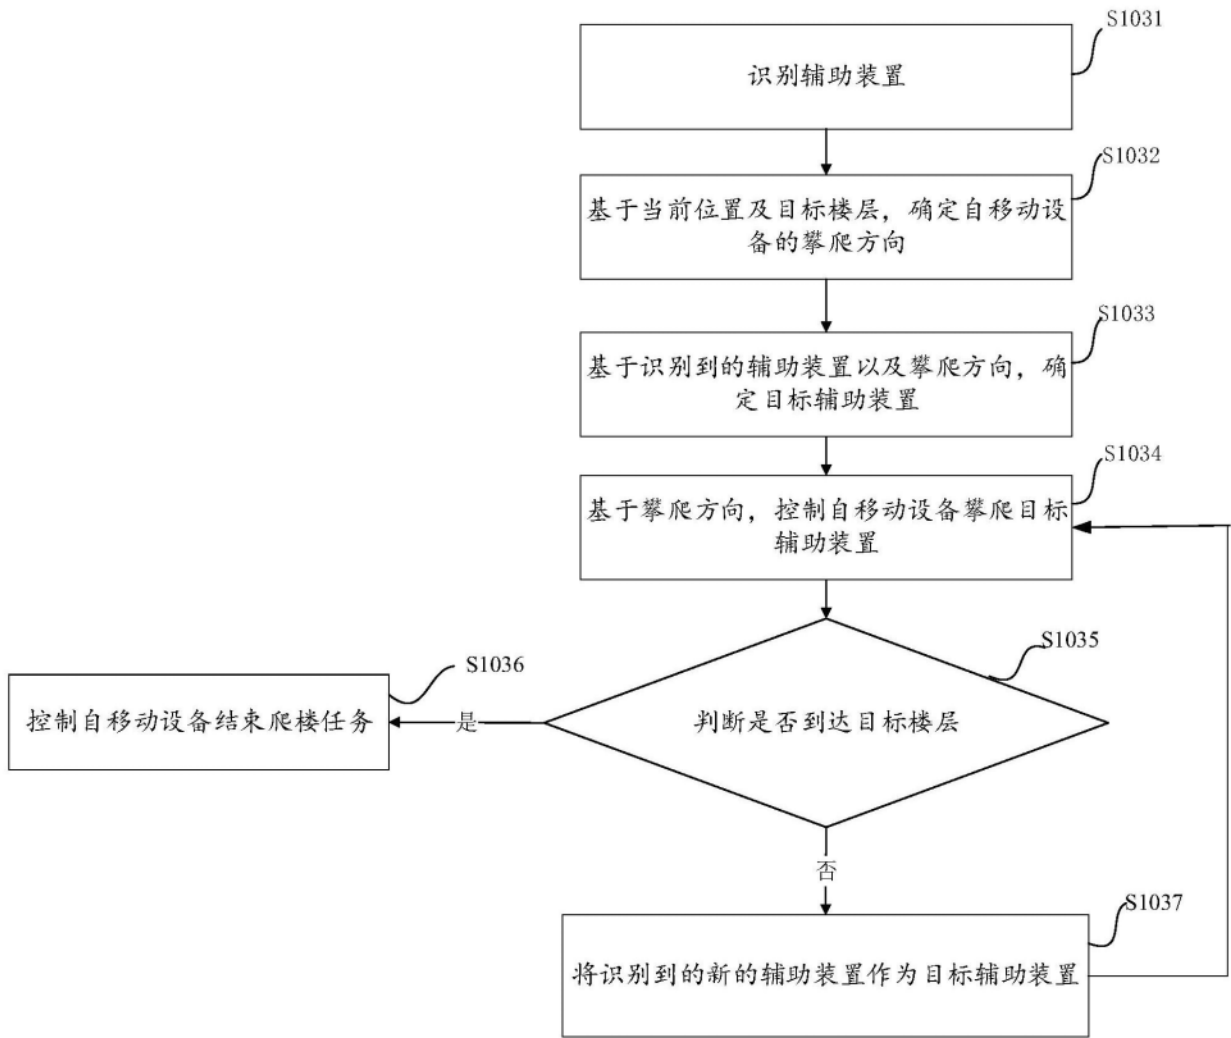 S1031
识别辅助装置
S1032
基于当前位置及目标楼层，确定自移动设
备的攀爬方向
S1033
基于识别到的辅助装置以及攀爬方向，确
定目标辅助装置
S1034
基于攀爬方向，控制自移动设备攀爬目标
辅助装置
S1035
判断是否到达目标楼层
S1036
是
控制自移动设备结束爬楼任务
否
S1037
将识别到的新的辅助装置作为目标辅助装置